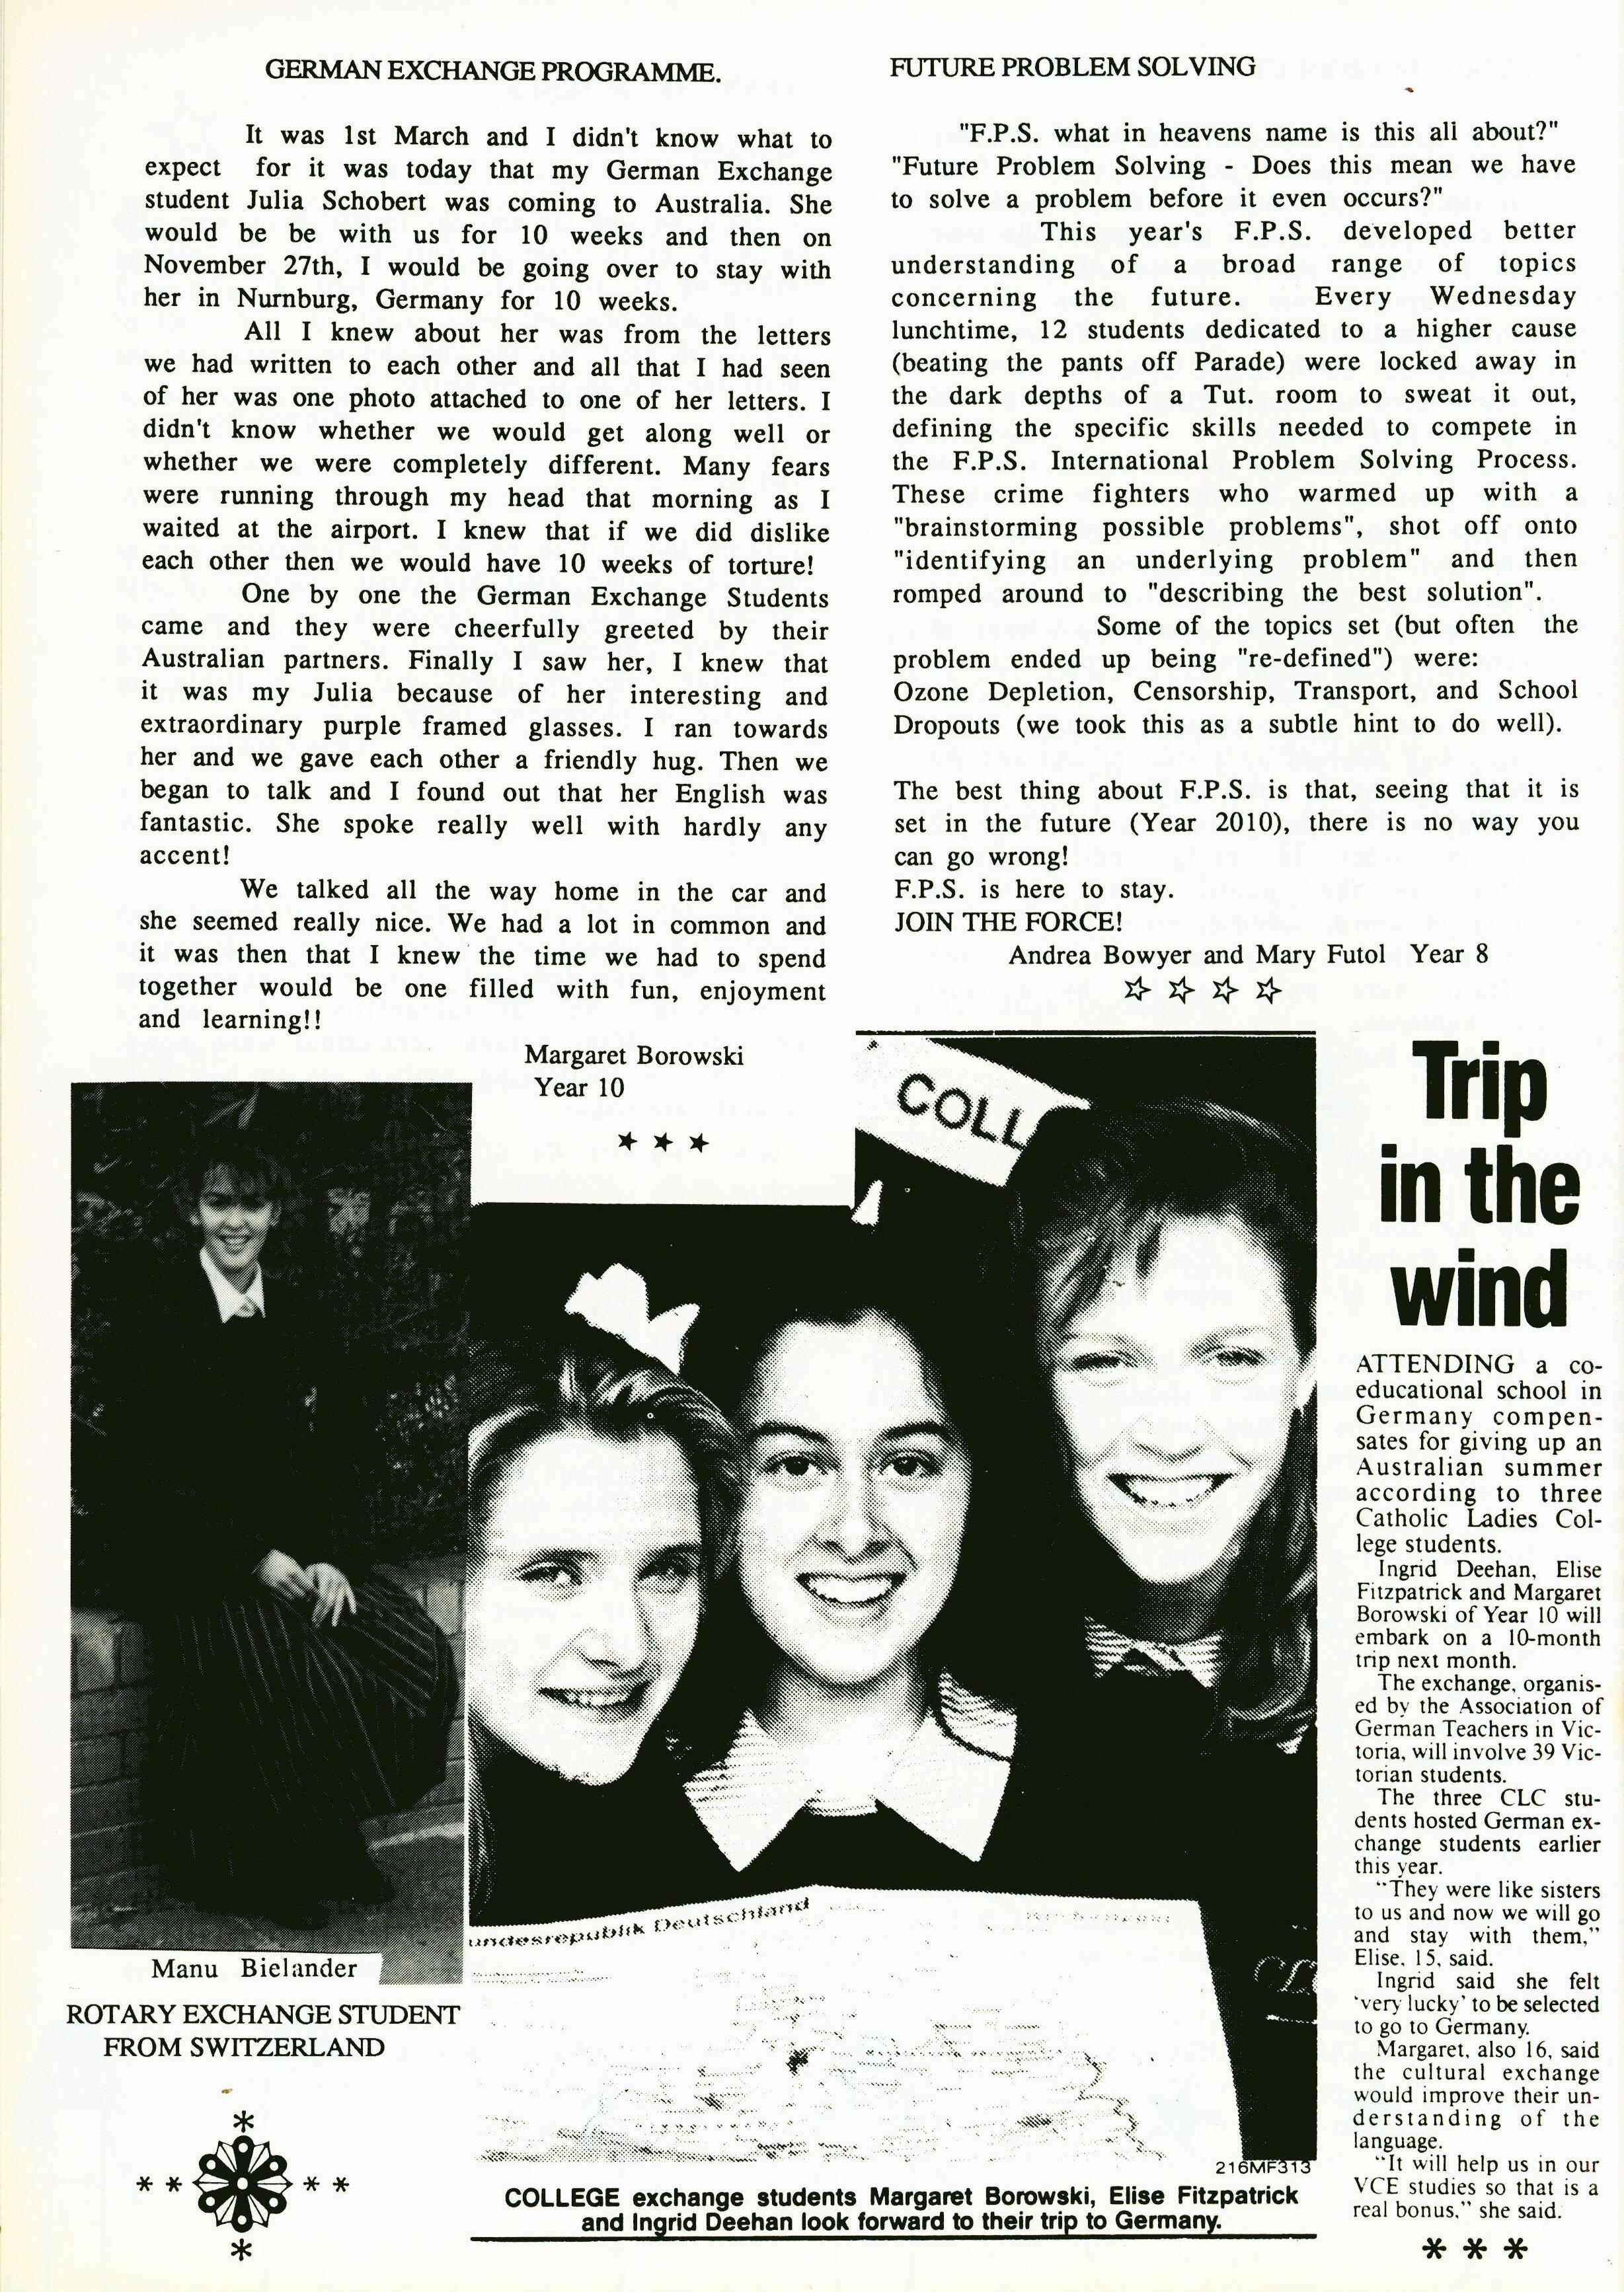 GERMAN EXCHANGE PROGRAMME.
It was 1st March and I didn't know what to
expect for it was today that my German Exchange
student Julia Schobert was coming to Australia. She
would be be with us for 10 weeks and then on
November 27th, I would be going over to stay with
her in Nurnburg, Germany for 10 weeks.
All I knew about her was from the letters
we had written to each other and all that I had seen
of her was one photo attached to one of her letters. I
didn't know whether we would get along well or
whether we were completely different. Many fears
were running through my head that morning as I
waited at the airport. I knew that if we did dislike
each other then we would have 10 weeks of torture!
One by one the German Exchange Students
came and they were cheerfully greeted by their
Australian partners. Finally I saw her, I knew that
it was my Julia because of her interesting and
extraordinary purple framed glasses. I ran towards
her and we gave each other a friendly hug. Then we
began to talk and I found out that her English was
fantastic. She spoke really well with hardly any
accent!
We talked all the way home in the car and
she seemed really nice. We had a lot in common and
it was then that I knew the time we had to spend
together would be one filled with fun, enjoyment
and learning!!
Margaret Borowski
Year 10
FUTURE PROBLEM SOLVING
"F.P.S. what in heavens name is this all about?"
"Future Problem Solving - Does this mean we have
to solve a problem before it even occurs?"
This year's F.P.S. developed better
understanding of a broad range of topics
concerning the future. Every Wednesday
lunchtime, 12 students dedicated to a higher cause
(beating the pants off Parade) were locked away in
the dark depths of a Tut. room to sweat it out,
defining the specific skills needed to compete in
the F.P.S. International Problem Solving Process.
These crime fighters who warmed up with a
"brainstorming possible problems", shot off onto
"identifying an underlying problem" and then
romped around to "describing the best solution".
Some of the topics set (but often the
problem ended up being "re-defined") were:
Ozone Depletion, Censorship, Transport, and School
Dropouts (we took this as a subtle hint to do well).
The best thing about F.P.S. is that, seeing that it is
set in the future (Year 2010), there is no way you
can go wrong!
F.P.S. is here to stay.
JOIN THE FORCE!
Andrea Bowyer and Mary Futol Year 8
Manu Bielander
ROTARY EXCHANGE STUDENT
FROM SWITZERLAND
COLL
undesrepublik Deutschland
216MF313
COLLEGE exchange students Margaret Borowski, Elise Fitzpatrick
and Ingrid Deehan look forward to their trip to Germany.
Trip
in the
wind
ATTENDING a co-
educational school in
Germany compen-
sates for giving up an
Australian summer
according to three
Catholic Ladies Col-
lege students.
Ingrid Deehan, Elise
Fitzpatrick and Margaret
Borowski of Year 10 will
embark on a 10-month
trip next month.
The exchange, organis-
ed by the Association of
German Teachers in Vic-
toria, will involve 39 Vic-
torian students.
The three CLC stu-
dents hosted German ex-
change students earlier
this year.
"They were like sisters
to us and now we will go
and stay with them,"
Elise, 15, said.
Ingrid said she felt
'very lucky' to be selected
to go to Germany.
Margaret, also 16, said
the cultural exchange
would improve their un-
derstanding of the
language.
"It will help us in our
VCE studies so that is a
real bonus," she said.